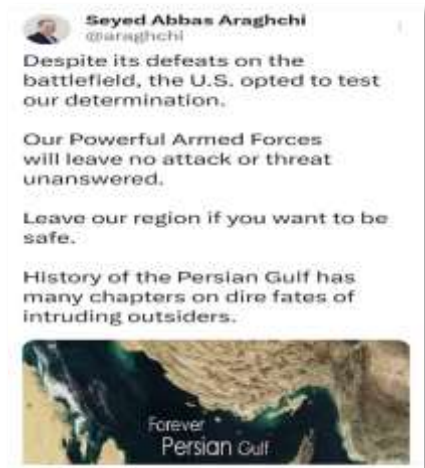 Seyed Abbas Araghchi
@araghchi
Despite its defeats on the
battlefield, the U.S. opted to test
our determination.
Our Powerful Armed Forces
will leave no attack or threat
unanswered.
Leave our region if you want to be
safe.
History of the Persian Gulf has
many chapters on dire fates of
intruding outsiders.
Forever
Persian Gulf